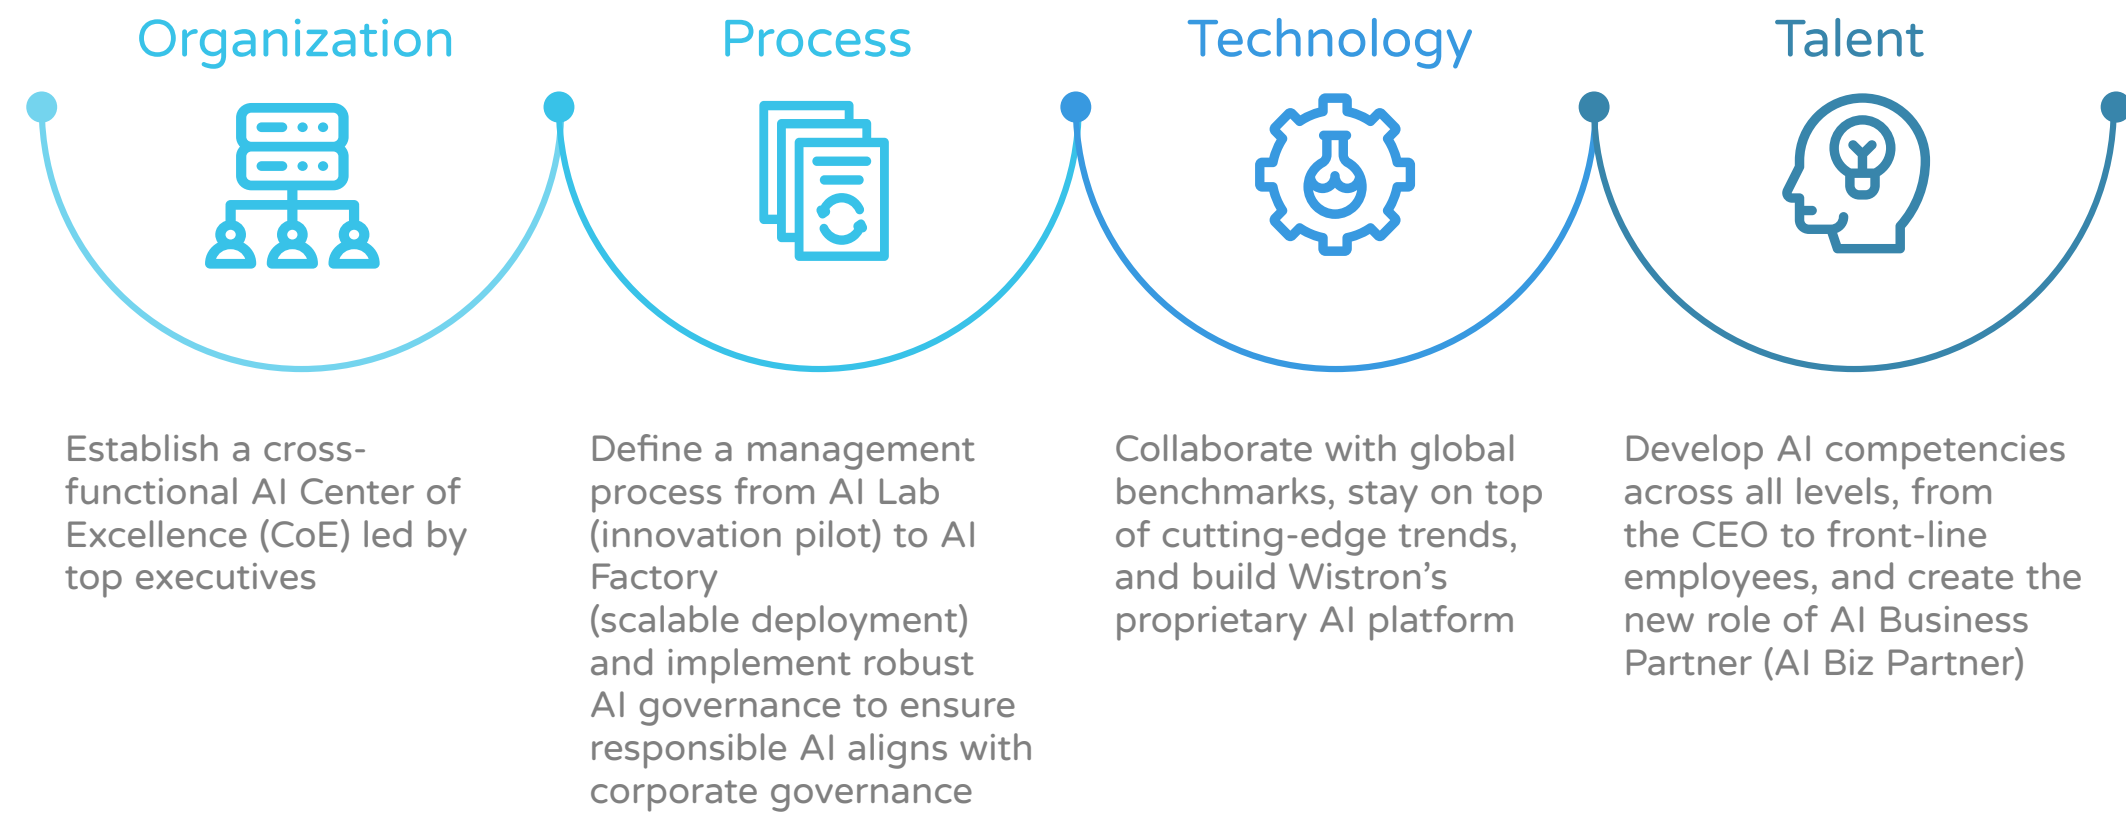 Organization
Establish a cross-
functional AI Center of
Excellence (CoE) led by
top executives
Process
Define a management
process from AI Lab
(innovation pilot) to AI
Factory
(scalable deployment)
and implement robust
AI governance to ensure
responsible AI aligns with
corporate governance
Technology
Collaborate with global
benchmarks, stay on top
of cutting-edge trends,
and build Wistron’s
proprietary AI platform
Talent
Develop AI competencies
across all levels, from
the CEO to front-line
employees, and create the
new role of AI Business
Partner (AI Biz Partner)